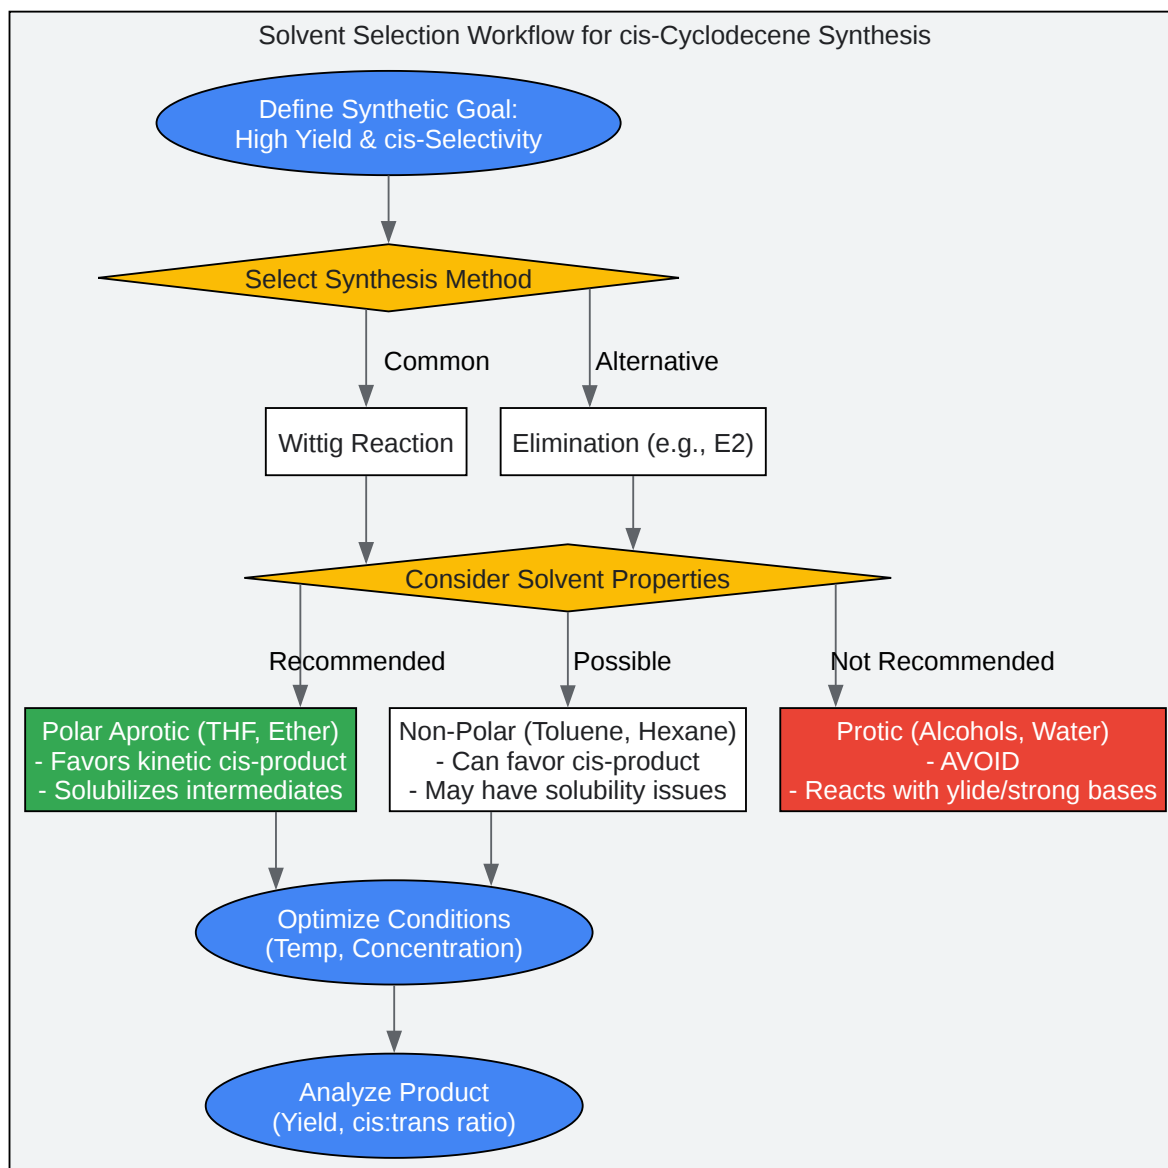 Solvent Selection Workflow for cis-Cyclodecene Synthesis
Define Synthetic Goal:
High Yield & cis-Selectivity
Select Synthesis Method
Common
Alternative
Wittig Reaction
Elimination (e.g., E2)
Consider Solvent Properties
Recommended
Possible
Not Recommended
Polar Aprotic (THF, Ether)
- Favors kinetic cis-product
- Solubilizes intermediates
Non-Polar (Toluene, Hexane)
- Can favor cis-product
- May have solubility issues
Protic (Alcohols, Water)
- AVOID
- Reacts with ylide/strong bases
Optimize Conditions
(Temp, Concentration)
Analyze Product
(Yield, cis:trans ratio)